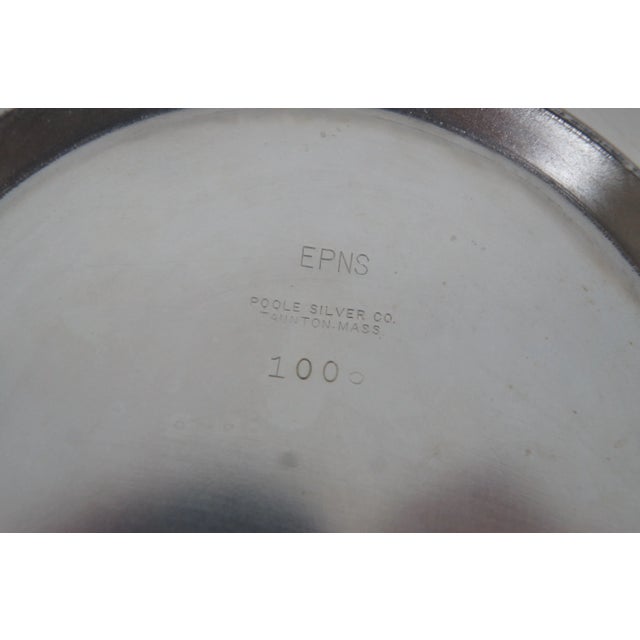 EPNS
POOLE SILVER CO.
TAUNTON-MASS.
100